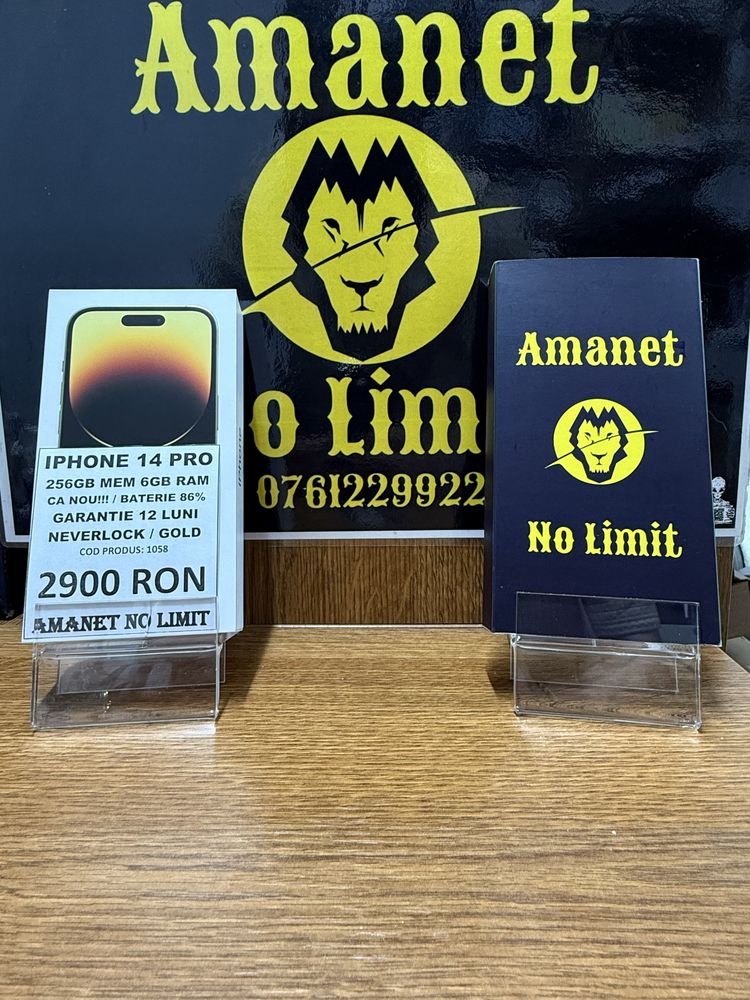 Amanet
o Lim
0761229922
iPhone
IPHONE 14 PRO
256GB MEM 6GB RAM
CA NOU!!! / BATERIE 86%
GARANTIE 12 LUNI
NEVERLOCK / GOLD
COD PRODUS: 1058
2900 RON
AMANET NO LIMIT
Amanet
No Limit